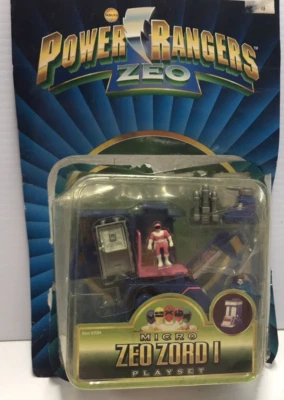 POWER RANGERS
ZEO
MICRO
ZEO ZORD I
PLAYSET